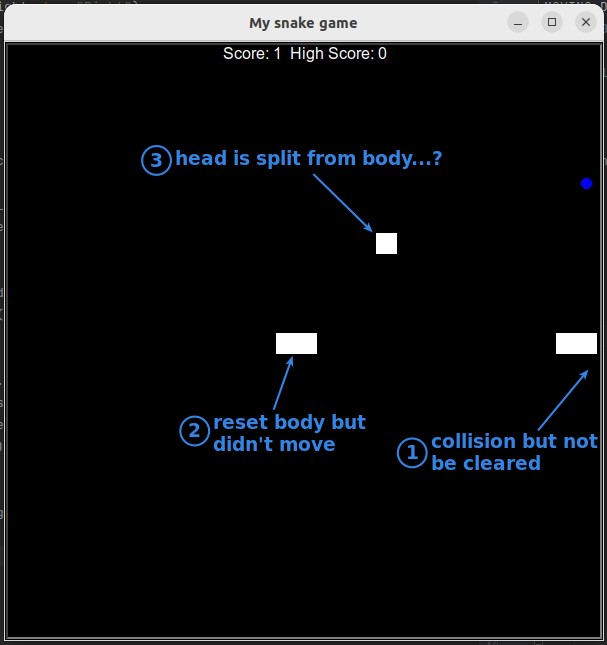 My snake game
Score: 1  High Score: 0
3 head is split from body...?
2 reset body but
didn't move
1 collision but not
be cleared